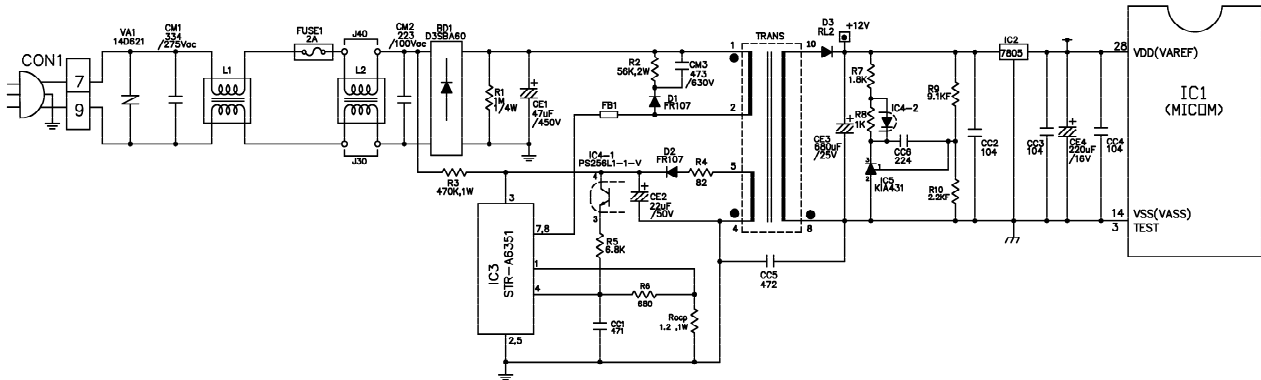 CON1
7
9
VA1
14D621
CM1
334
/275Vac
L1
FUSE1
2A
J40
L2
J30
CM2
223
/100Vac
BD1
D3SBA60
R1
1M
1/4W
CE1
47uF
/450V
R2
56K,2W
CM3
473
/630V
D1
FR107
FB1
TRANS
1
2
5
4
10
8
D3
RL2
+12V
R3
470K,1W
IC4-1
PS2561-1-V
4
3
D2
FR107
R4
82
CE2
22uF
/50V
R5
6.8K
IC3
STR-A6351
3
7,8
1
4
2,5
R6
680
CC1
471
Rocp
1.2 ,1W
CC5
472
CE3
680uF
/25V
R7
1.8K
R8
1K
IC4-2
CC6
224
3
1
2
IC5
KIA431
R9
9.1KF
R10
2.2KF
CC2
104
IC2
7805
CC3
104
CE4
220uF
/16V
CC4
104
28
VDD(VAREF)
IC1
(MICOM)
14
VSS(VASS)
3
TEST